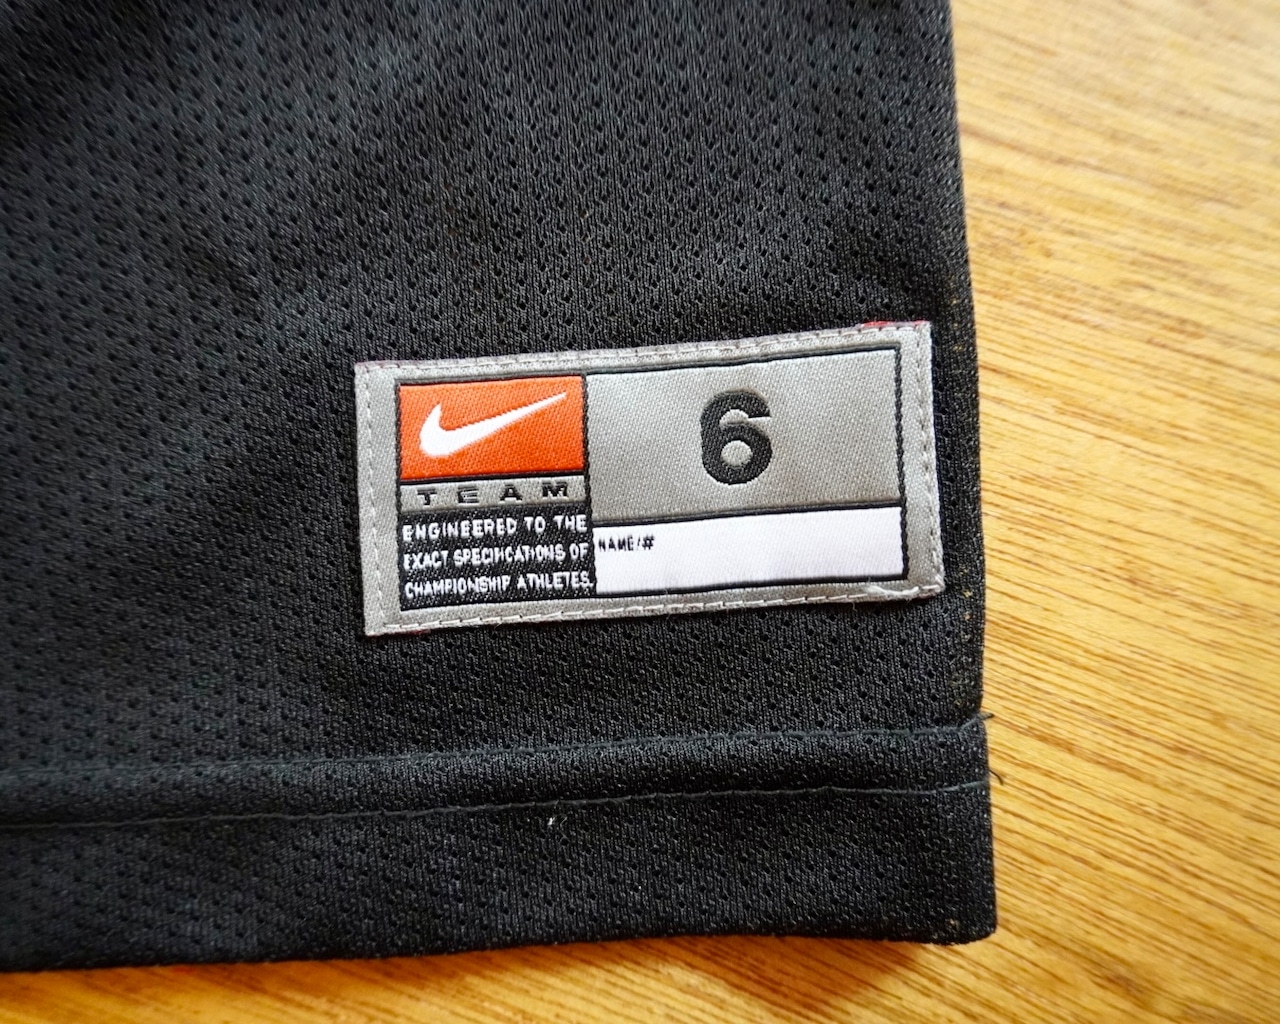 6
TEAM
ENGINEERED TO THE
EXACT SPECIFICATIONS OF
CHAMPIONSHIP ATHLETES.
NAME/#